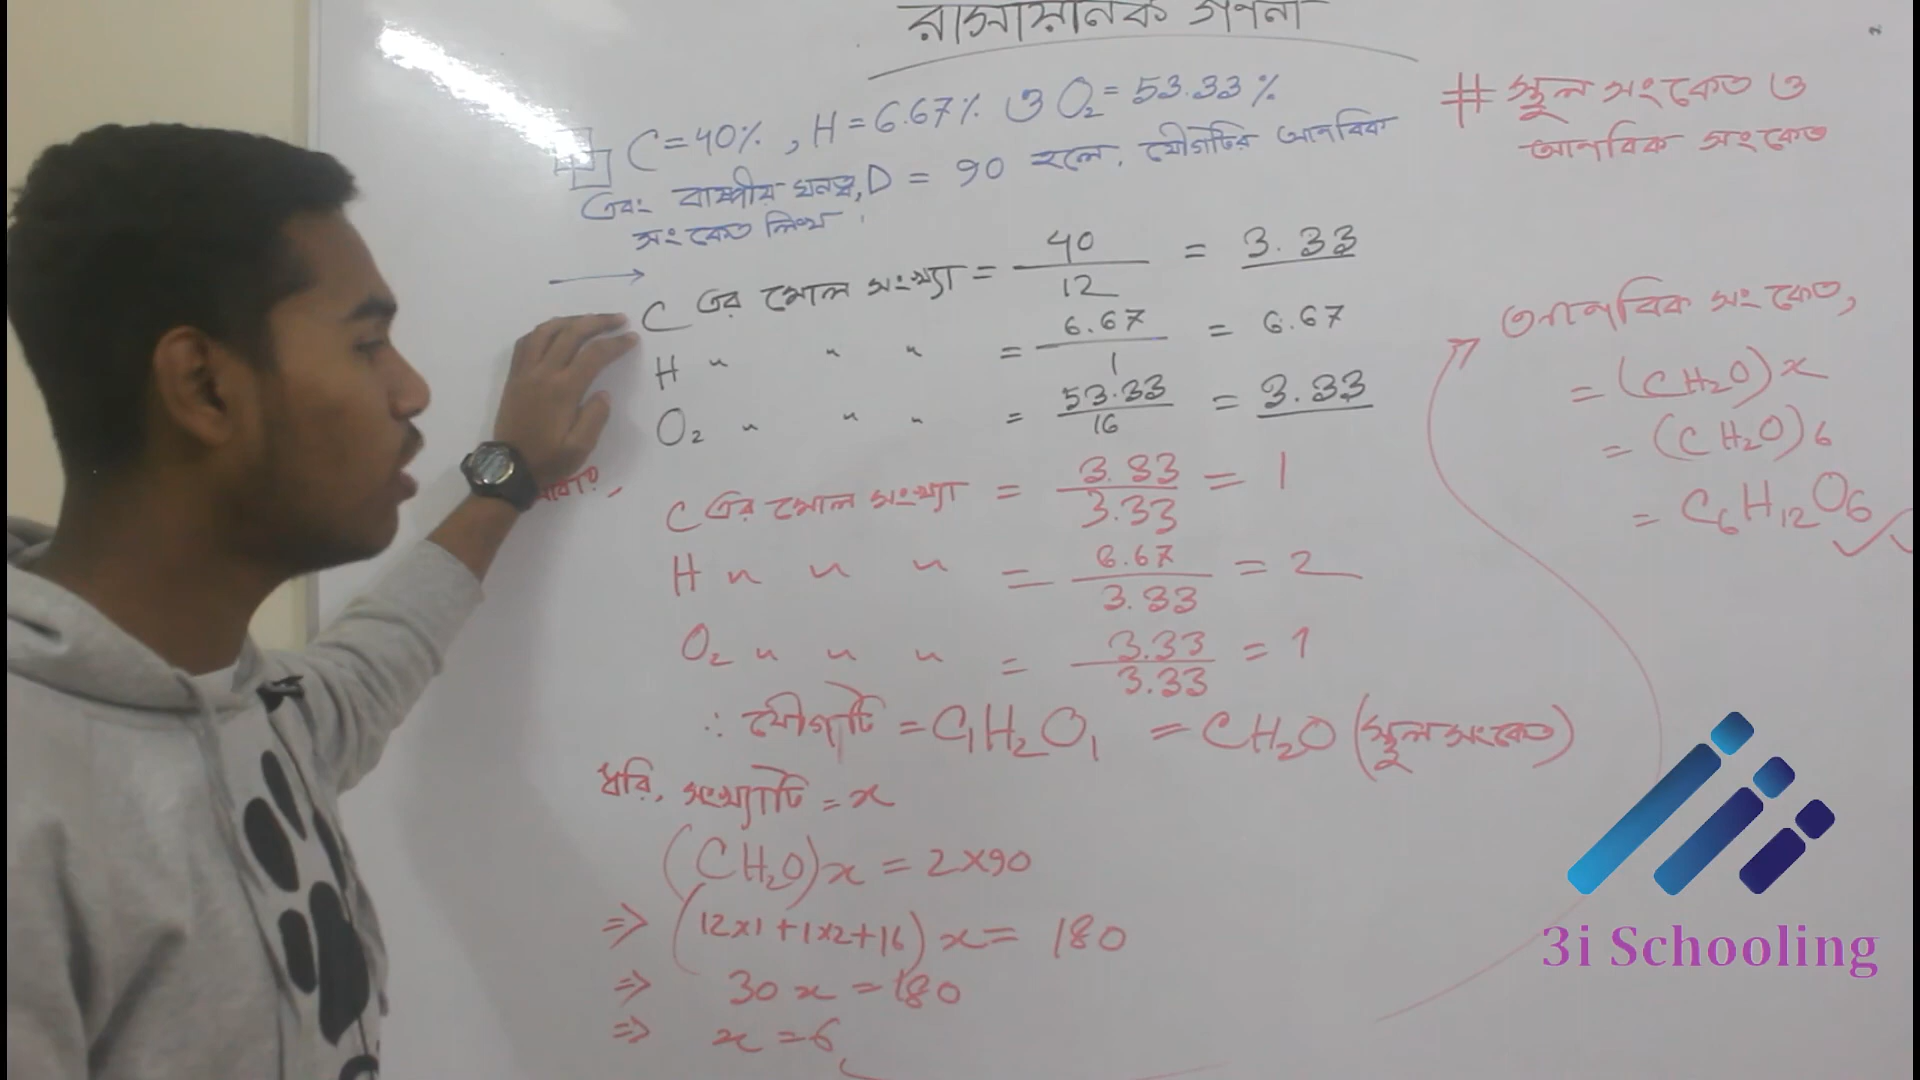 রাসায়নিক গণনা
# স্থূল সংকেত ও
আণবিক সংকেত
C = 40% , H = 6.67% ও O₂ = 53.33 %
এবং বাষ্পীয় ঘনত্ব, D = 90 হলে, যৌগটির আণবিক
সংকেত লিখ
C এর মোল সংখ্যা = 40/12 = 3.33
H " " " = 6.67/1 = 6.67
O₂ " " " = 53.33/16 = 3.33
C এর মোল সংখ্যা = 3.33/3.33 = 1
H " " " = 6.67/3.33 = 2
O₂ " " " = 3.33/3.33 = 1
∴ যৌগটি = C₁H₂O₁ = CH₂O (স্থূল সংকেত)
ধরি, সংখ্যাটি = x
(CH₂O)x = 2×90
⇒ (12×1+1×2+16) x = 180
⇒ 30x = 180
⇒ x = 6
আণবিক সংকেত,
= (CH₂O)x
= (CH₂O)6
= C₆H₁₂O₆
3i Schooling